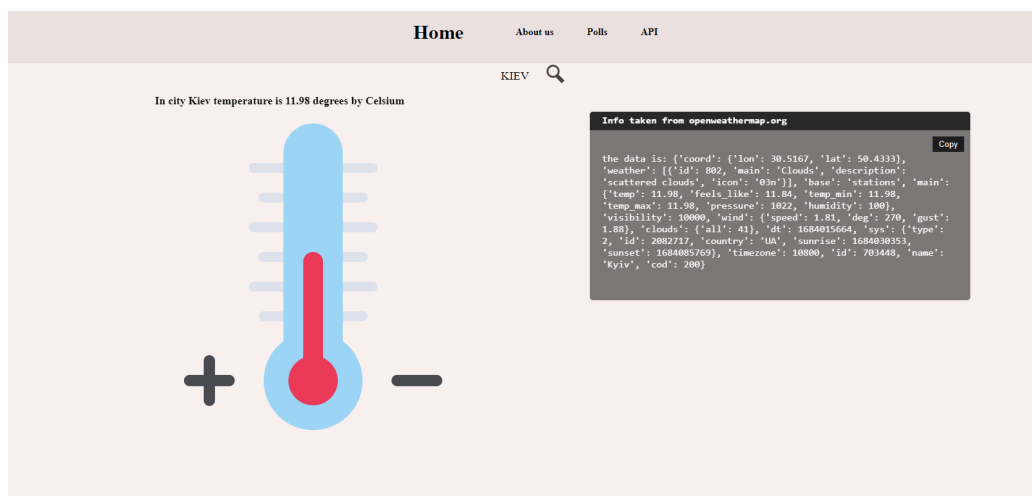 Home About us Polls API
KIEV
In city Kiev temperature is 11.98 degrees by Celsium
Info taken from openweathermap.org
Copy
the data is: {'coord': {'lon': 30.5167, 'lat': 50.4333},
'weather': [{'id': 802, 'main': 'Clouds', 'description':
'scattered clouds', 'icon': '03n'}], 'base': 'stations', 'main':
{'temp': 11.98, 'feels_like': 11.84, 'temp_min': 11.98,
'temp_max': 11.98, 'pressure': 1022, 'humidity': 100},
'visibility': 10000, 'wind': {'speed': 1.81, 'deg': 270, 'gust':
1.88}, 'clouds': {'all': 41}, 'dt': 1684015664, 'sys': {'type':
2, 'id': 2082717, 'country': 'UA', 'sunrise': 1684030353,
'sunset': 1684085769}, 'timezone': 10800, 'id': 703448, 'name':
'Kyiv', 'cod': 200}